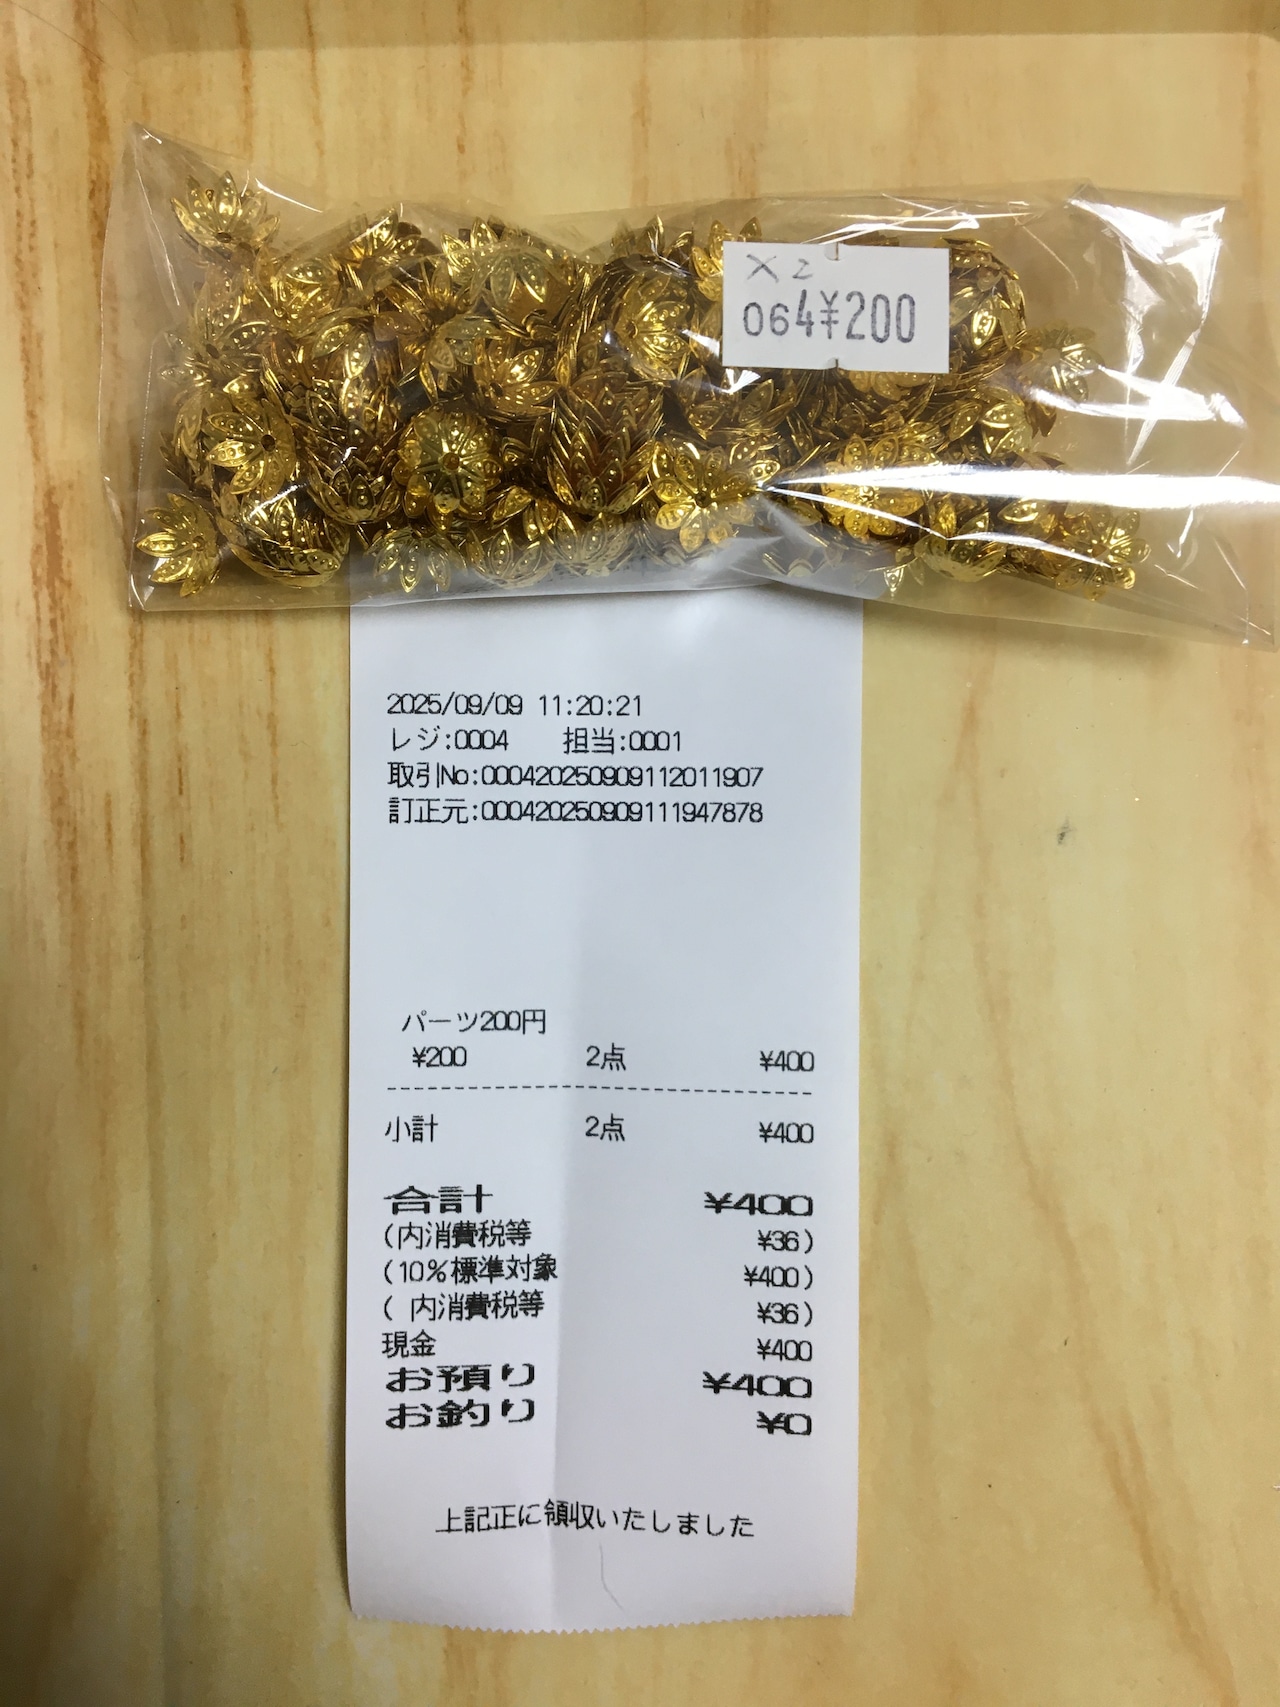 × 2
064¥200
2025/09/09 11:20:21
レジ:0004 担当:0001
取引No:000420250909112011907
訂正元:0004202509091111947878
パーツ200円
¥200 2点 ¥400
小計 2点 ¥400
合計 ¥400
(内消費税等 ¥36)
(10%標準対象 ¥400)
( 内消費税等 ¥36)
現金 ¥400
お預り ¥400
お釣り ¥0
上記正に領収いたしました